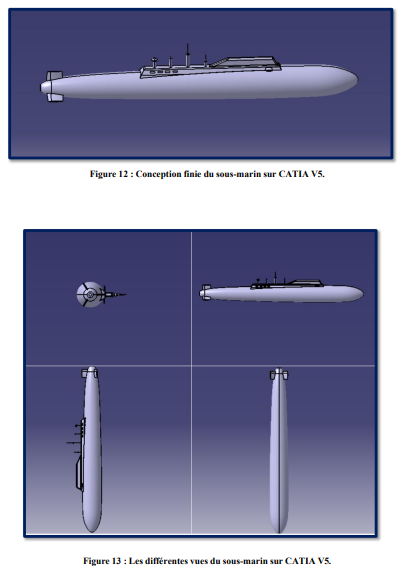 Figure 12 : Conception finie du sous-marin sur CATIA V5.
Figure 13 : Les différentes vues du sous-marin sur CATIA V5.